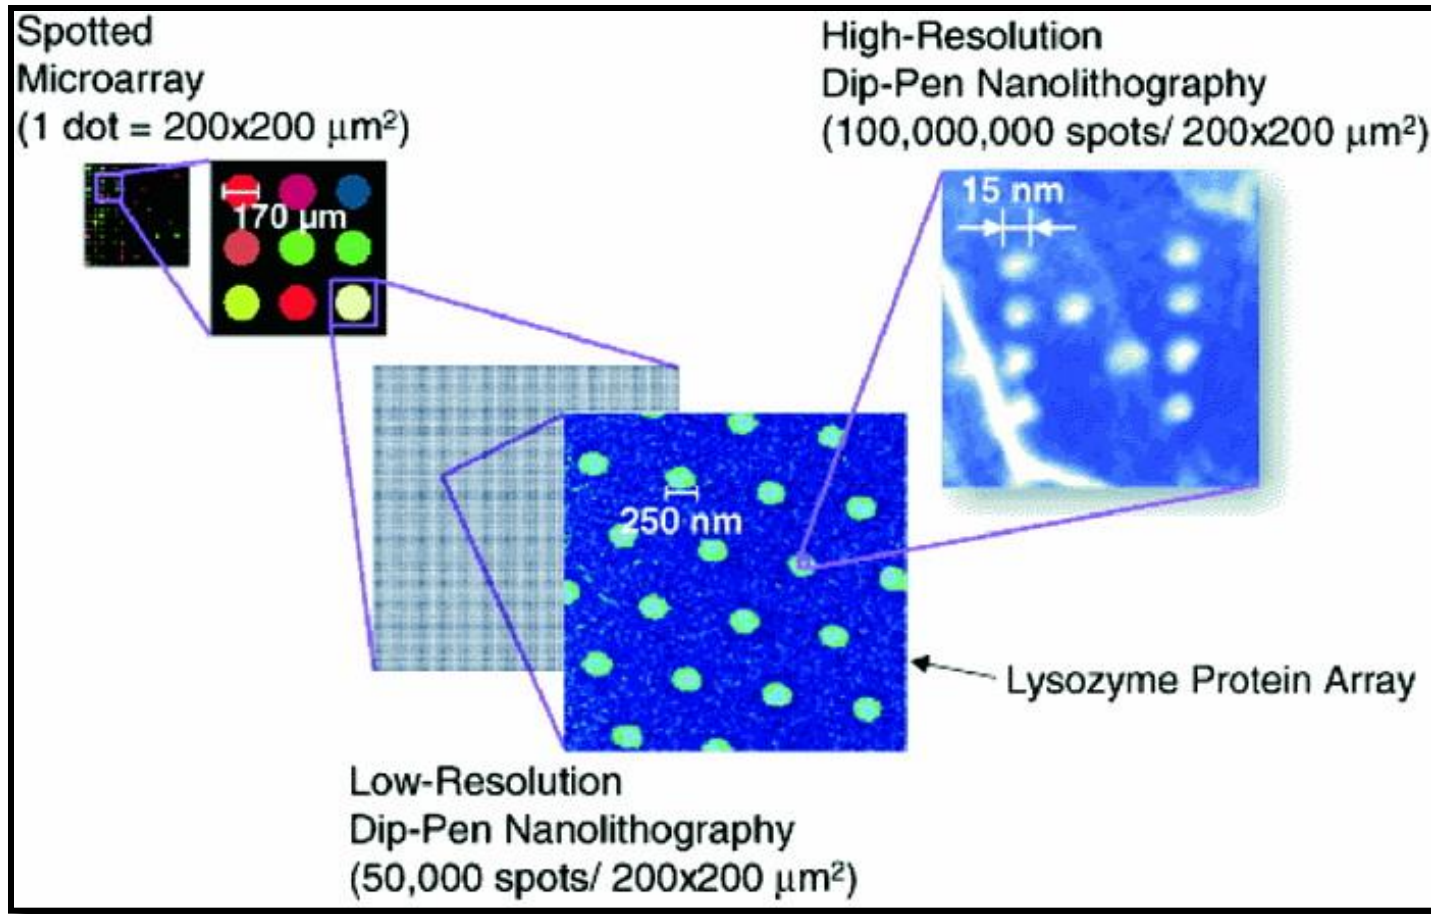 Spotted
Microarray
(1 dot = 200x200 µm²)
170 µm
High-Resolution
Dip-Pen Nanolithography
(100,000,000 spots/ 200x200 µm²)
15 nm
250 nm
Lysozyme Protein Array
Low-Resolution
Dip-Pen Nanolithography
(50,000 spots/ 200x200 µm²)